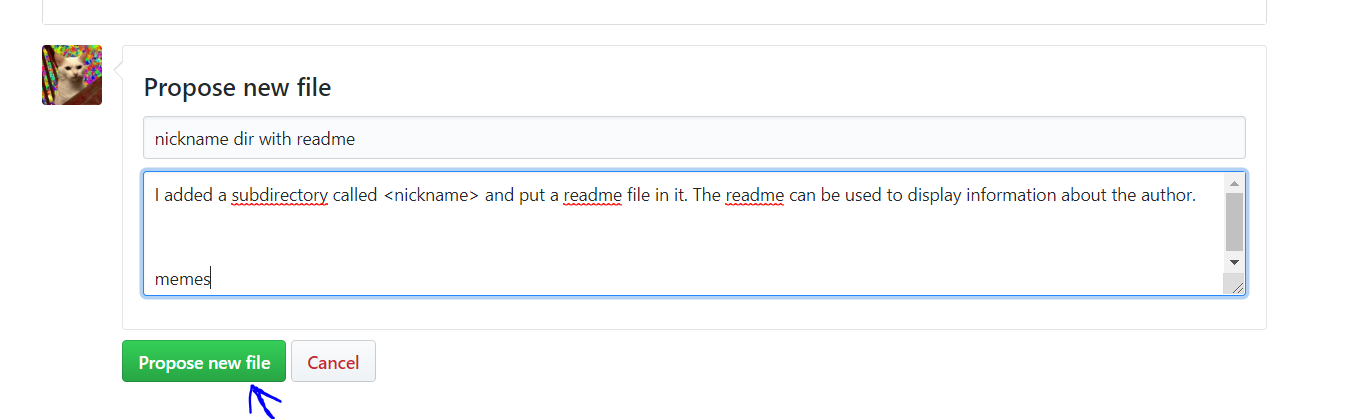 Propose new file
nickname dir with readme
I added a subdirectory called <nickname> and put a readme file in it. The readme can be used to display information about the author.
memes
Propose new file
Cancel